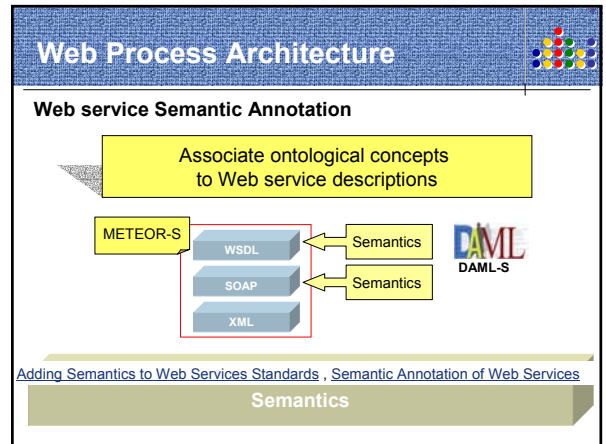 Web Process Architecture
Web service Semantic Annotation
Associate ontological concepts
to Web service descriptions
METEOR-S
WSDL
Semantics
DAML
DAML-S
SOAP
Semantics
XML
Adding Semantics to Web Services Standards , Semantic Annotation of Web Services
Semantics